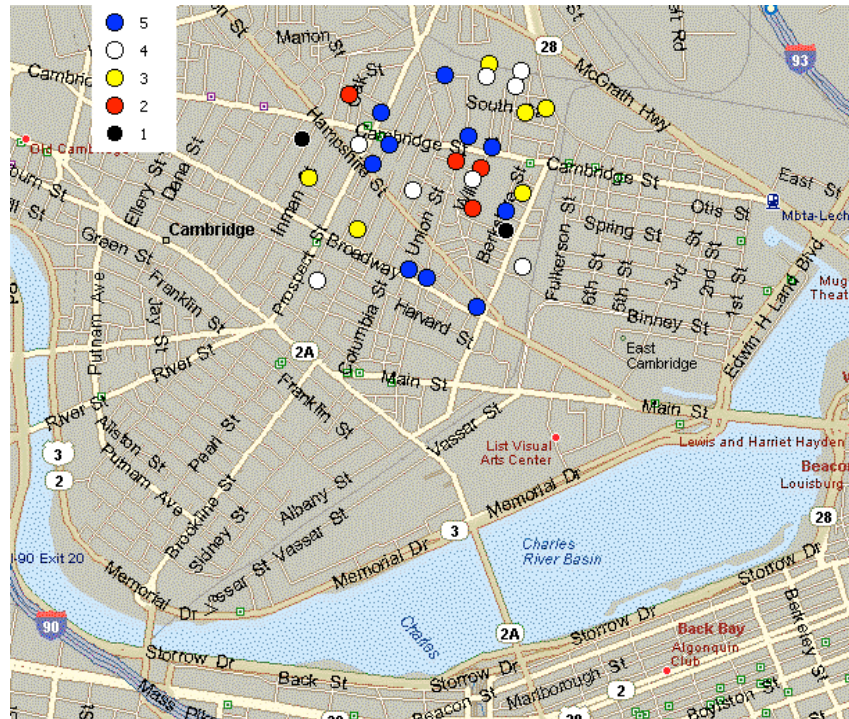 5
4
3
2
1
Marion St
Oak St
28
93
McGrath Hwy
South
Cambridge St
Hampshire St
Old Cambridge
Ellery St
Dana St
Inman St
Cambridge St
East St
Otis St
Mbta-Lech
Spring St
Cambridge
Green St
Franklin St
Prospect St
Broadway
Union St
Berkshire St
Fulkerson St
6th St
5th St
3rd St
2nd St
1st St
Binney St
Edwin H Land Blvd
Putnam Ave
Jay St
River St
2A
Columbia St
Harvard St
East
Cambridge
Main St
Main St
River St
Allston St
Putnam Ave
Pearl St
Franklin St
Vassar St
List Visual
Arts Center
Lewis and Harriet Hayden
Beacon
Louisburg
3
2
Brookline St
Sidney St
Albany St
Vassar St
Vassar St
Memorial Dr
3
28
Charles
River Basin
I-90 Exit 20
Memorial Dr
Memorial Dr
90
Charles
2A
Storrow Dr
Berkeley St
Back Bay
Algonquin
Club
Storrow Dr
Back St
Storrow Dr
Marlborough St
2
Mass Pike
Beacon St
28
Boylston St